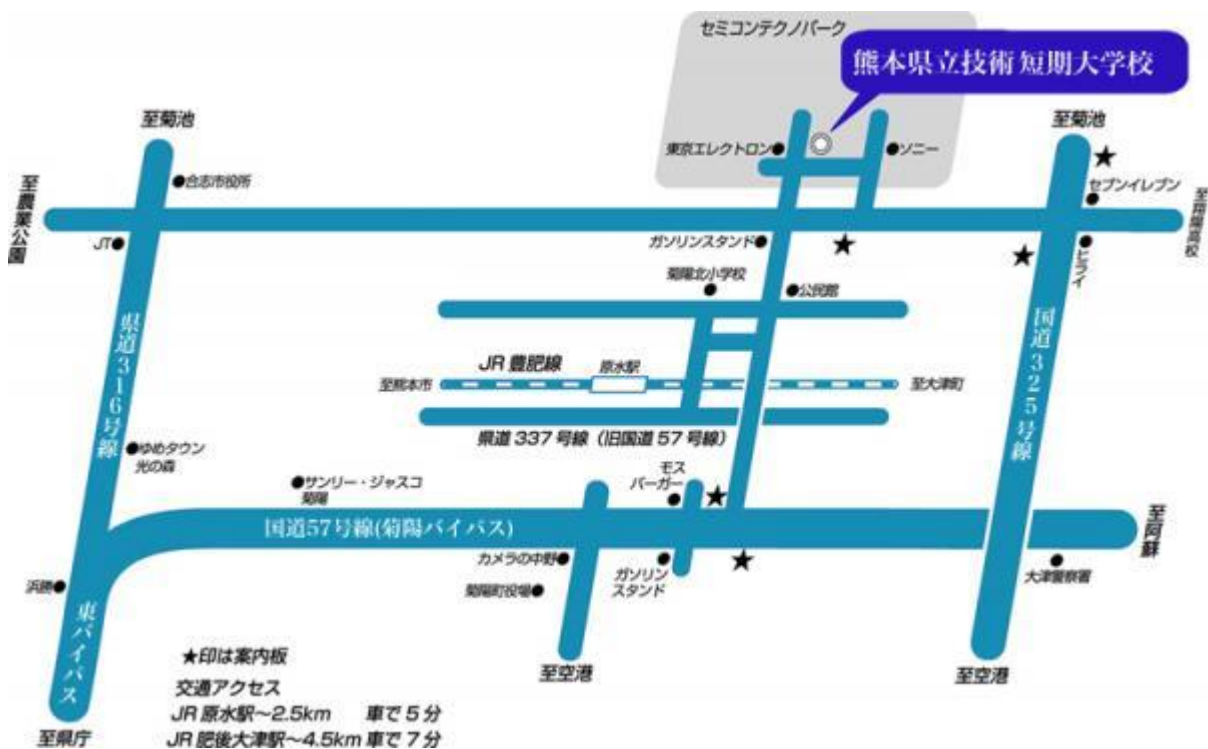 セミコンテクノパーク
熊本県立技術短期大学校
至菊池
至菊池
東京エレクトロン
ソニー
合志市役所
セブンイレブン
至農業公園
至翔陽高校
JT
ガソリンスタンド
ヒライ
菊陽北小学校
公民館
県道316号線
国道325号線
JR 豊肥線
原水駅
至熊本市
至大津町
県道 337 号線（旧国道 57 号線）
ゆめタウン
光の森
モス
バーガー
サンリー・ジャスコ
菊陽
国道57号線(菊陽バイパス)
至阿蘇
カメラの中野
ガソリン
スタンド
大津警察署
浜勝
菊陽町役場
東バイパス
★印は案内板
至空港
至空港
交通アクセス
JR 原水駅～2.5km 車で 5 分
至県庁
JR 肥後大津駅～4.5km 車で 7 分